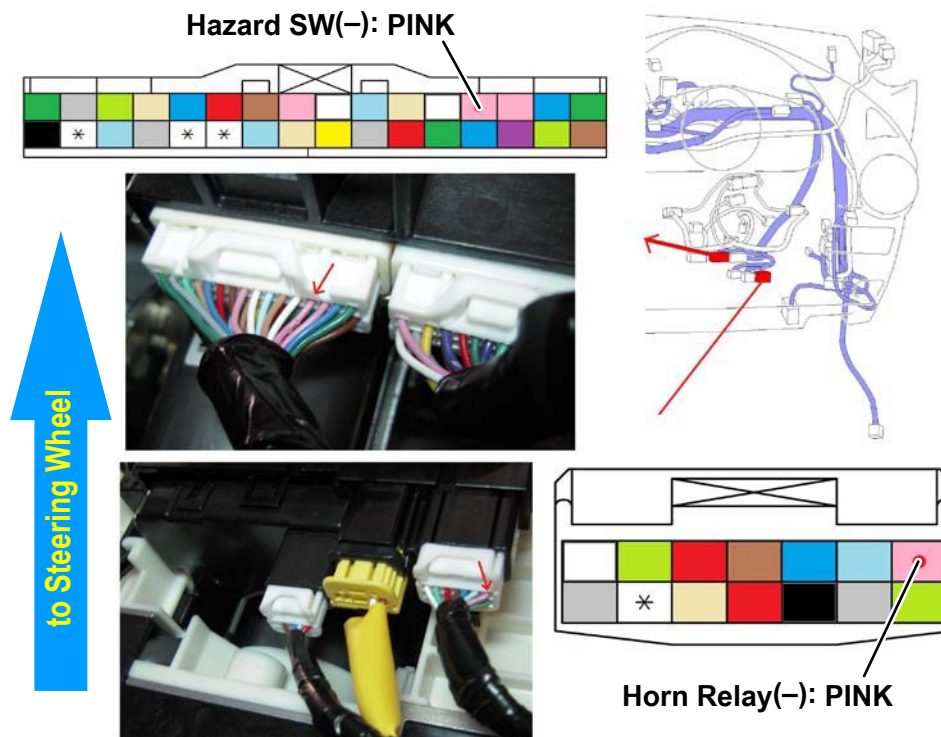 Hazard SW(–): PINK
* * *
to Steering Wheel
*
Horn Relay(–): PINK